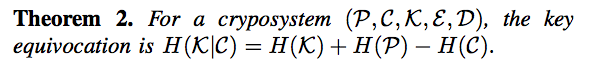 Theorem 2. For a cryposystem (𝒫, 𝒞, 𝒦, ℰ, 𝒟), the key
equivocation is H(𝒦|𝒞) = H(𝒦) + H(𝒫) − H(𝒞).